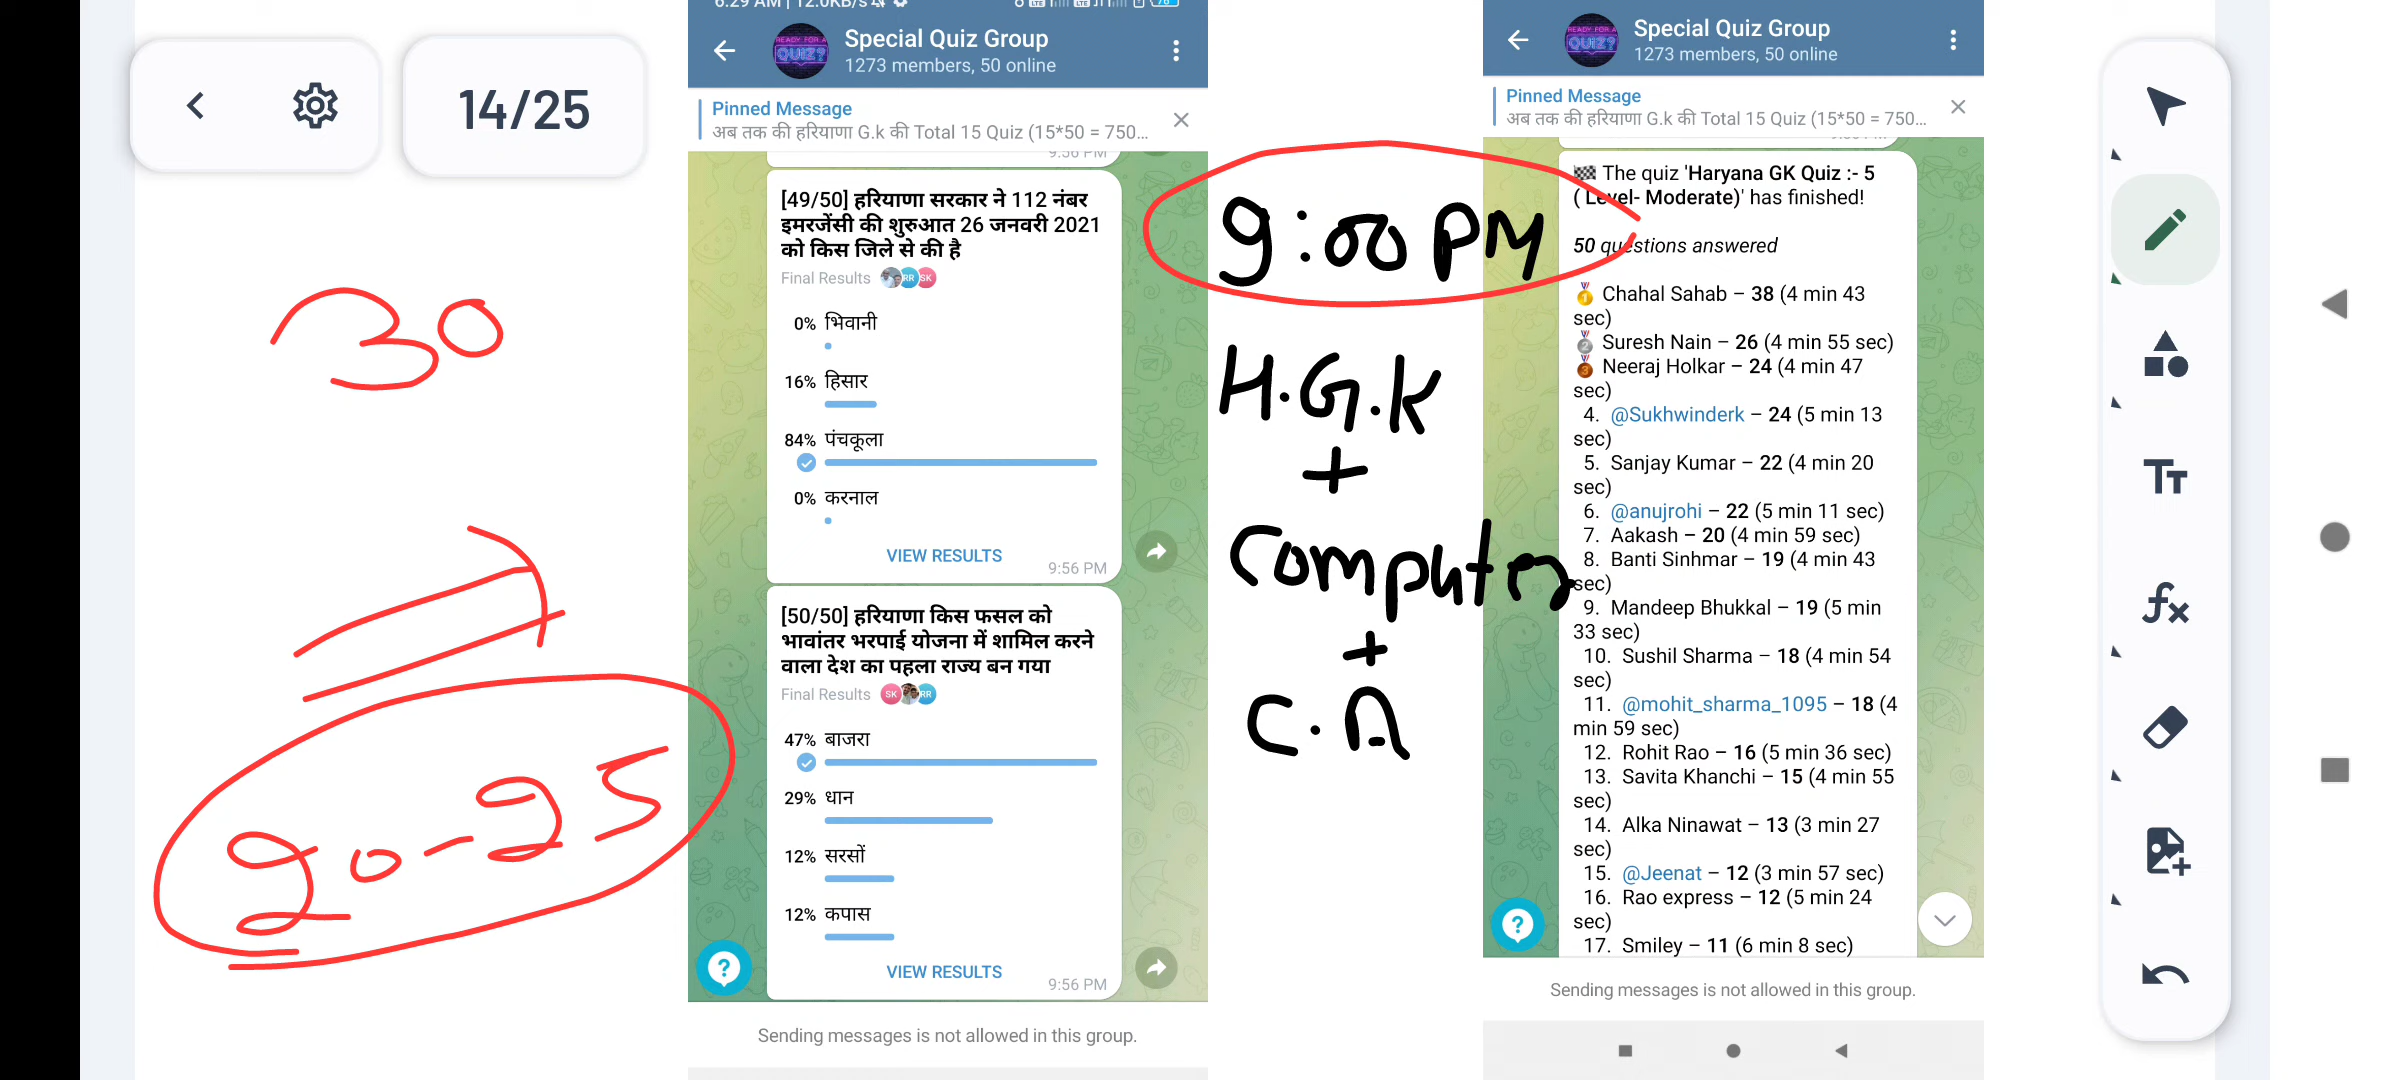 14/25
30
20-25
6:29 AM | 12.0KB/s
Special Quiz Group
1273 members, 50 online
Pinned Message
अब तक की हरियाणा G.k की Total 15 Quiz (15*50 = 750...
9:56 PM
[49/50] हरियाणा सरकार ने 112 नंबर
इमरजेंसी की शुरुआत 26 जनवरी 2021
को किस जिले से की है
Final Results RR SK
0% भिवानी
16% हिसार
84% पंचकूला
0% करनाल
VIEW RESULTS
9:56 PM
[50/50] हरियाणा किस फसल को
भावांतर भरपाई योजना में शामिल करने
वाला देश का पहला राज्य बन गया
Final Results SK RR
47% बाजरा
29% धान
12% सरसों
12% कपास
VIEW RESULTS
9:56 PM
Sending messages is not allowed in this group.
9:00 PM
H.G.K
+
Computer
+
C.A
Special Quiz Group
1273 members, 50 online
Pinned Message
अब तक की हरियाणा G.k की Total 15 Quiz (15*50 = 750...
The quiz 'Haryana GK Quiz :- 5
( Level- Moderate)' has finished!
50 questions answered
Chahal Sahab – 38 (4 min 43
sec)
Suresh Nain – 26 (4 min 55 sec)
Neeraj Holkar – 24 (4 min 47
sec)
4. @Sukhwinderk – 24 (5 min 13
sec)
5. Sanjay Kumar – 22 (4 min 20
sec)
6. @anujrohi – 22 (5 min 11 sec)
7. Aakash – 20 (4 min 59 sec)
8. Banti Sinhmar – 19 (4 min 43
sec)
9. Mandeep Bhukkal – 19 (5 min
33 sec)
10. Sushil Sharma – 18 (4 min 54
sec)
11. @mohit_sharma_1095 – 18 (4
min 59 sec)
12. Rohit Rao – 16 (5 min 36 sec)
13. Savita Khanchi – 15 (4 min 55
sec)
14. Alka Ninawat – 13 (3 min 27
sec)
15. @Jeenat – 12 (3 min 57 sec)
16. Rao express – 12 (5 min 24
sec)
17. Smiley – 11 (6 min 8 sec)
Sending messages is not allowed in this group.